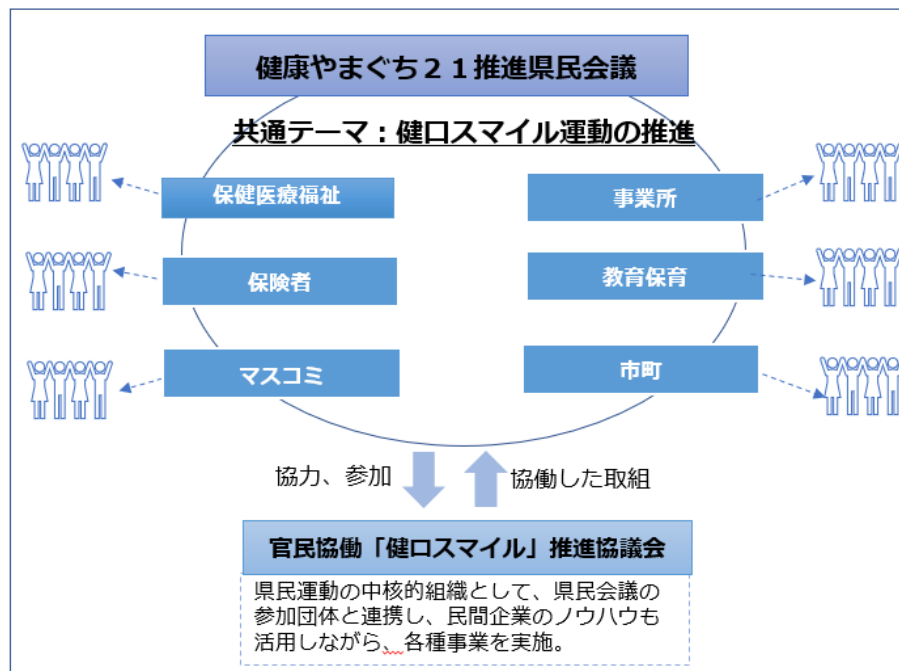 健康やまぐち２１推進県民会議
共通テーマ：健口スマイル運動の推進
保健医療福祉
事業所
保険者
教育保育
マスコミ
市町
協力、参加
協働した取組
官民協働「健口スマイル」推進協議会
県民運動の中核的組織として、県民会議の
参加団体と連携し、民間企業のノウハウも
活用しながら、各種事業を実施。